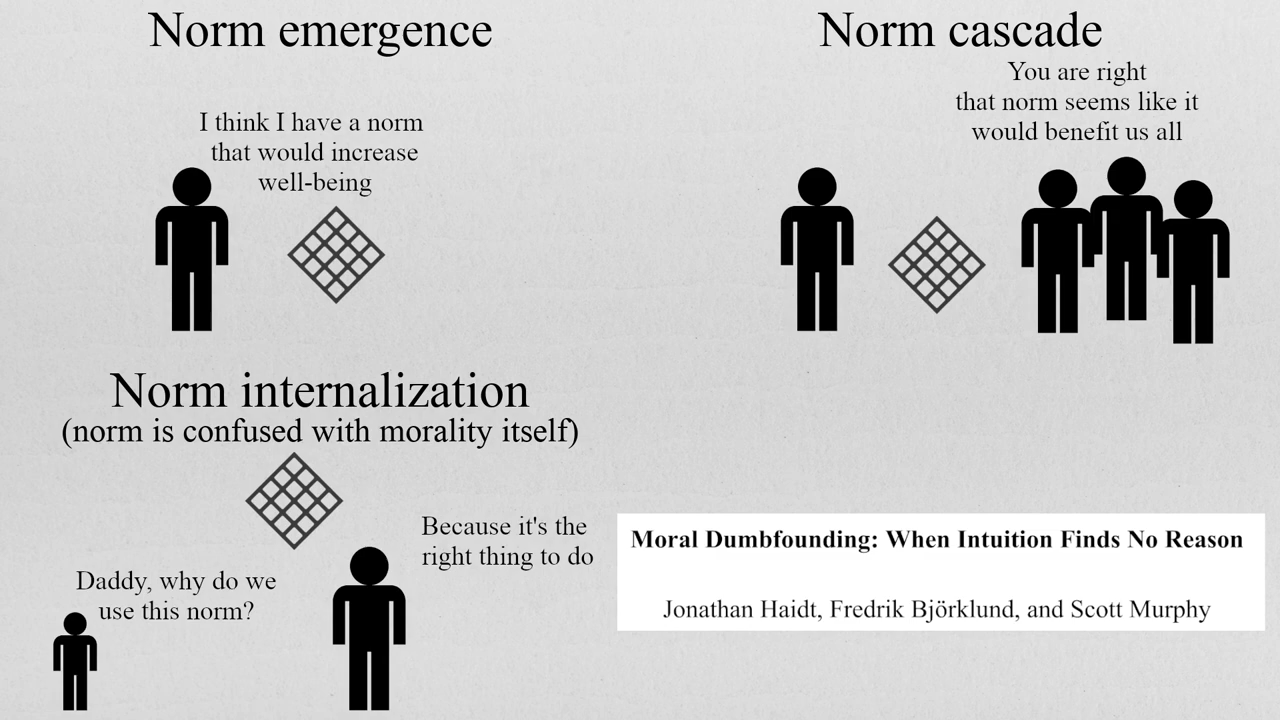 Norm emergence
I think I have a norm
that would increase
well-being
Norm cascade
You are right
that norm seems like it
would benefit us all
Norm internalization
(norm is confused with morality itself)
Daddy, why do we
use this norm?
Because it's the
right thing to do
Moral Dumbfounding: When Intuition Finds No Reason
Jonathan Haidt, Fredrik Björklund, and Scott Murphy